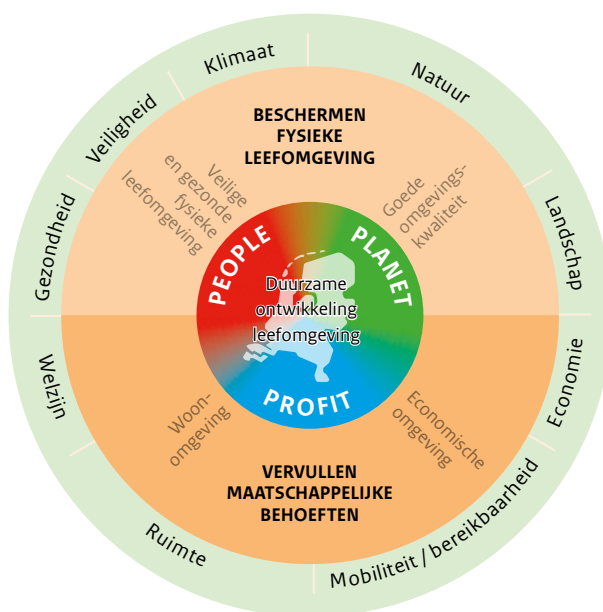 Klimaat
Natuur
Veiligheid
Landschap
Gezondheid
BESCHERMEN
FYSIEKE
LEEFOMGEVING
Veilige
en gezonde
fysieke
leefomgeving
Goede
omgevings-
kwaliteit
PEOPLE
PLANET
Duurzame
ontwikkeling
leefomgeving
PROFIT
Welzijn
Economie
Woon-
omgeving
Economische
omgeving
VERVULLEN
MAATSCHAPPELIJKE
BEHOEFTEN
Ruimte
Mobiliteit / bereikbaarheid